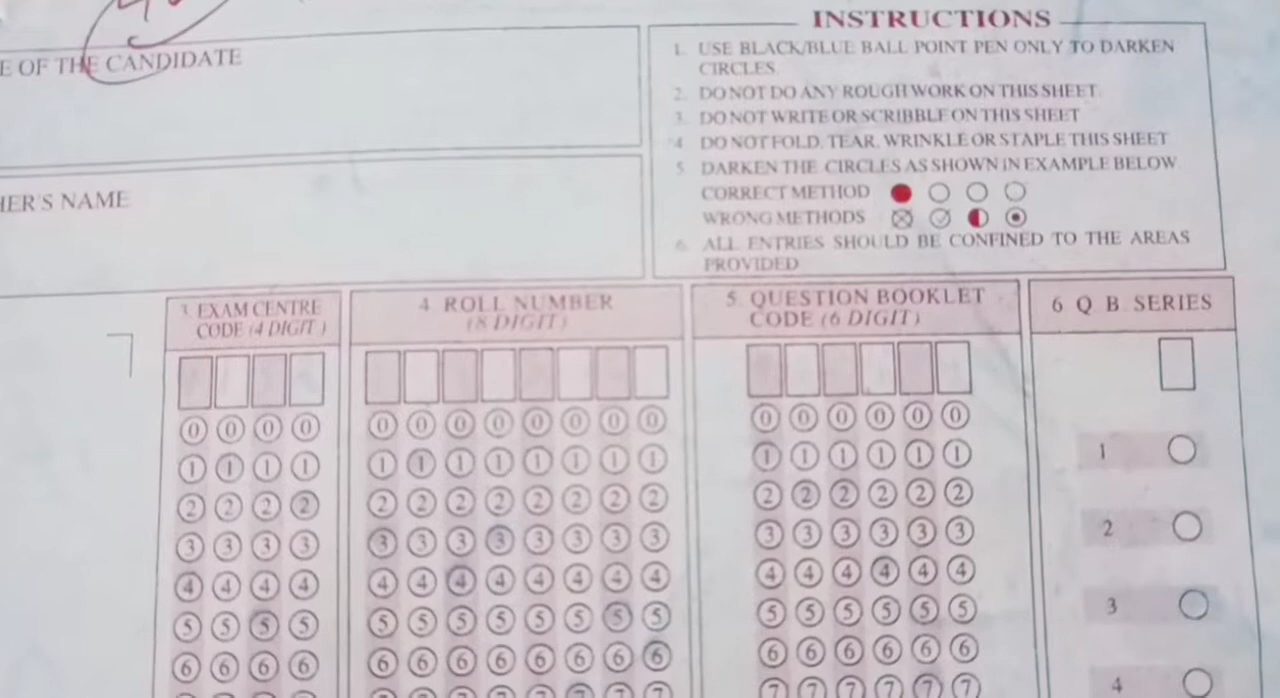 INSTRUCTIONS
E OF THE CANDIDATE
1. USE BLACK/BLUE BALL POINT PEN ONLY TO DARKEN
CIRCLES.
2. DO NOT DO ANY ROUGH WORK ON THIS SHEET.
3. DO NOT WRITE OR SCRIBBLE ON THIS SHEET
4. DO NOT FOLD, TEAR, WRINKLE OR STAPLE THIS SHEET
5. DARKEN THE CIRCLES AS SHOWN IN EXAMPLE BELOW
CORRECT METHOD
WRONG METHODS
6. ALL ENTRIES SHOULD BE CONFINED TO THE AREAS
PROVIDED
HER'S NAME
3. EXAM CENTRE
CODE (4 DIGIT)
4. ROLL NUMBER
(8 DIGIT)
5. QUESTION BOOKLET
CODE (6 DIGIT)
6. Q. B. SERIES
0 0 0 0 0 0 0 0 0 0 0 0 0 0 0 0 0 0
1 1 1 1 1 1 1 1 1 1 1 1 1 1 1 1 1 1 1
2 2 2 2 2 2 2 2 2 2 2 2 2 2 2 2 2 2 2
3 3 3 3 3 3 3 3 3 3 3 3 3 3 3 3 3 3
4 4 4 4 4 4 4 4 4 4 4 4 4 4 4 4 4 4
5 5 5 5 5 5 5 5 5 5 5 5 5 5 5 5 5 5 3
6 6 6 6 6 6 6 6 6 6 6 6 6 6 6 6 6 6
7 7 7 7 7 7 7 7 7 4